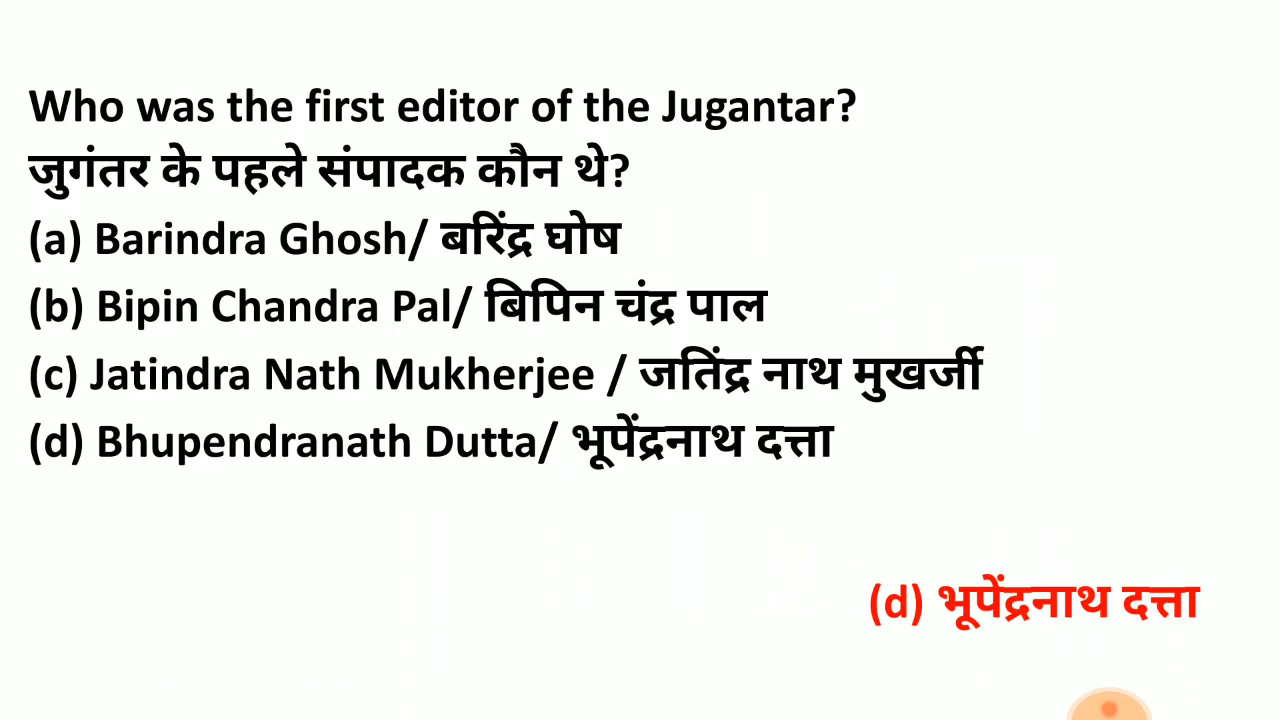 Who was the first editor of the Jugantar?
जुगंतर के पहले संपादक कौन थे?
(a) Barindra Ghosh/ बरिंद्र घोष
(b) Bipin Chandra Pal/ बिपिन चंद्र पाल
(c) Jatindra Nath Mukherjee / जतिंद्र नाथ मुखर्जी
(d) Bhupendranath Dutta/ भूपेंद्रनाथ दत्ता
(d) भूपेंद्रनाथ दत्ता